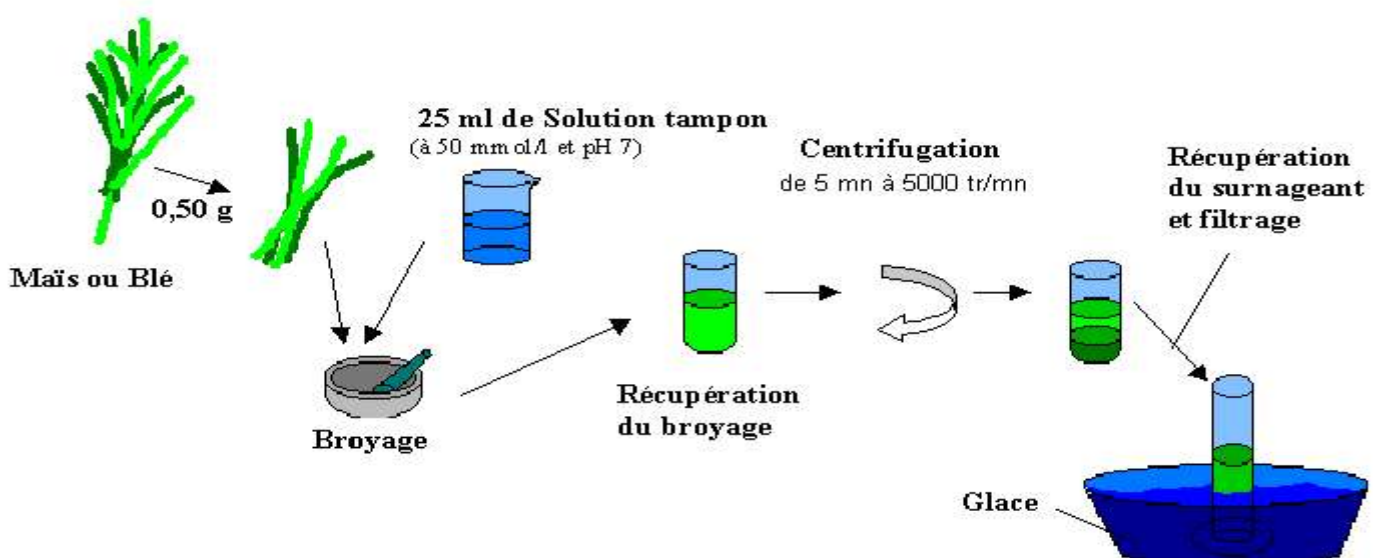 25 ml de Solution tampon
(à 50 mmol/l et pH 7)
Centrifugation
de 5 mn à 5000 tr/mn
Récupération
du surnageant
et filtrage
0,50 g
Maïs ou Blé
Broyage
Récupération
du broyage
Glace